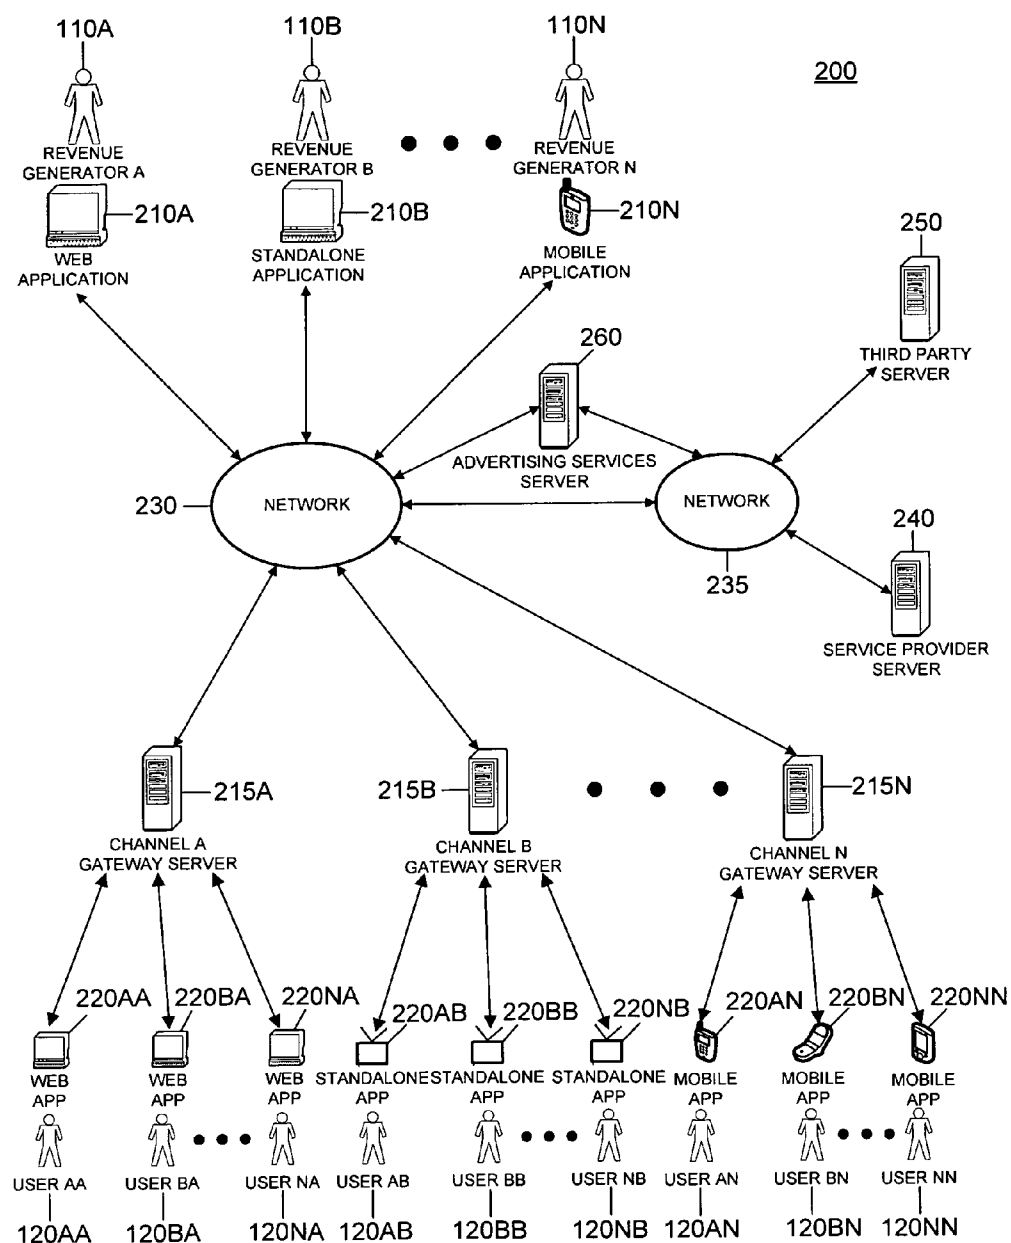 110A
110B
110N
200
REVENUE
GENERATOR A
REVENUE
GENERATOR B
REVENUE
GENERATOR N
210A
210B
210N
WEB
APPLICATION
STANDALONE
APPLICATION
MOBILE
APPLICATION
250
THIRD PARTY
SERVER
260
ADVERTISING SERVICES
SERVER
230
NETWORK
NETWORK
235
240
SERVICE PROVIDER
SERVER
215A
215B
215N
CHANNEL A
GATEWAY SERVER
CHANNEL B
GATEWAY SERVER
CHANNEL N
GATEWAY SERVER
220AA
220BA
220NA
220AB
220BB
220NB
220AN
220BN
220NN
WEB
APP
WEB
APP
WEB
APP
STANDALONE
APP
STANDALONE
APP
STANDALONE
APP
MOBILE
APP
MOBILE
APP
MOBILE
APP
USER AA
USER BA
USER NA
USER AB
USER BB
USER NB
USER AN
USER BN
USER NN
120AA
120BA
120NA
120AB
120BB
120NB
120AN
120BN
120NN